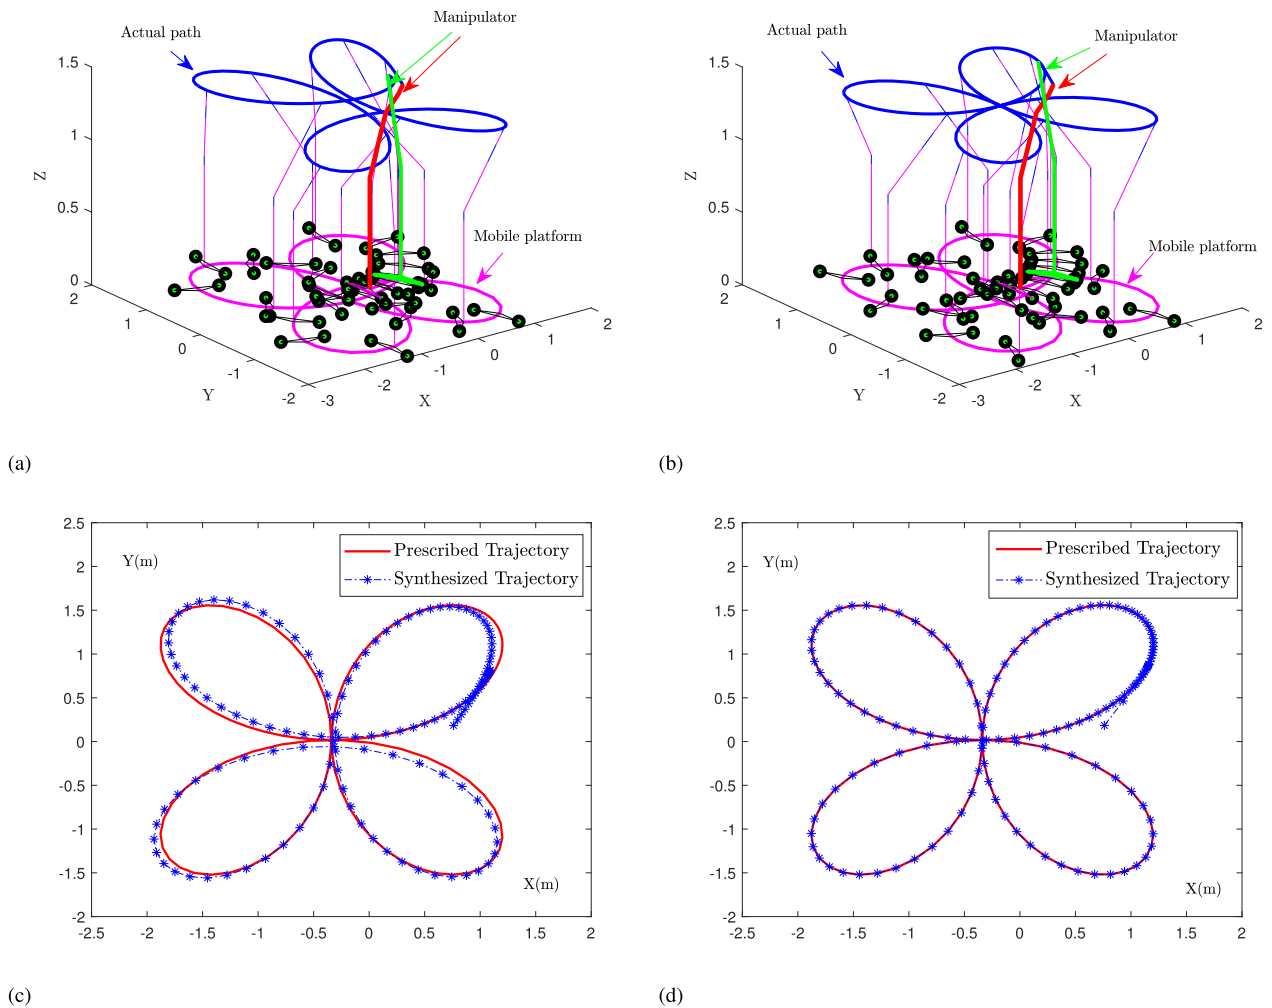 Actual path
Manipulator
1.5
1
0.5
0
2
1
0
-1
-2
-3
-2
-1
0
1
2
Z
Y
X
Mobile platform
(a)
Actual path
Manipulator
1.5
1
0.5
0
2
1
0
-1
-2
-3
-2
-1
0
1
2
Z
Y
X
Mobile platform
(b)
2.5
2
1.5
1
0.5
0
-0.5
-1
-1.5
-2
Y(m)
Prescribed Trajectory
Synthesized Trajectory
X(m)
-2.5 -2 -1.5 -1 -0.5 0 0.5 1 1.5 2
(c)
2.5
2
1.5
1
0.5
0
-0.5
-1
-1.5
-2
Y(m)
Prescribed Trajectory
Synthesized Trajectory
X(m)
-2.5 -2 -1.5 -1 -0.5 0 0.5 1 1.5 2
(d)